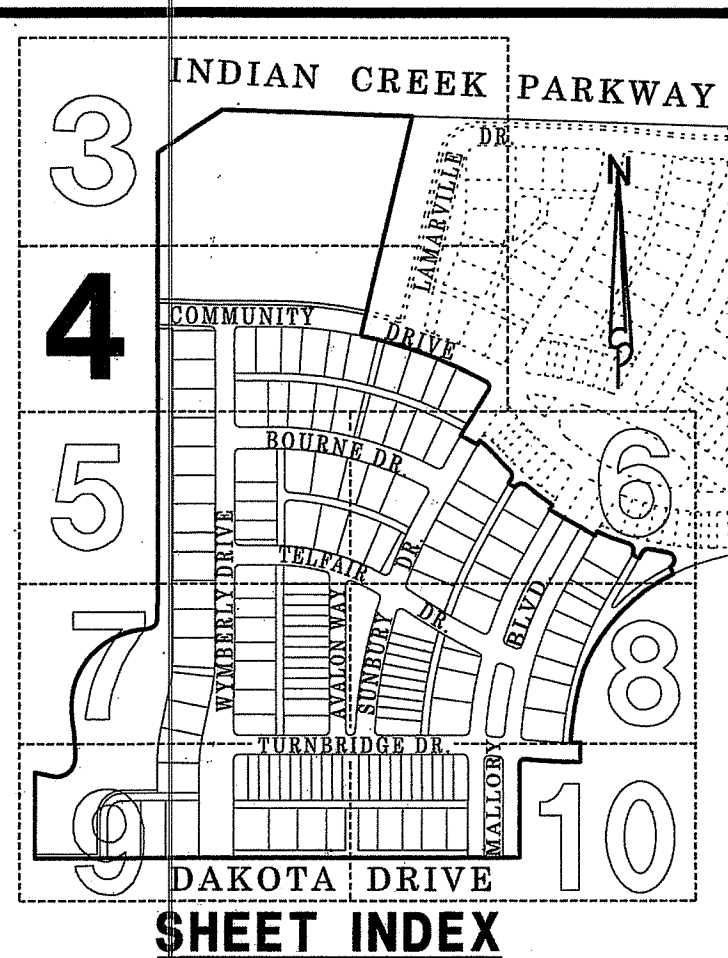 INDIAN CREEK PARKWAY
3
DR.
LAMARVILLE
N
4
COMMUNITY
DRIVE
BOURNE DR.
5
6
WYMBERLY DRIVE
TELFAIR
DR.
7
AVALON WAY
SUNBURY
DR.
BLVD
8
TURNBRIDGE DR.
MALLORY
9
10
DAKOTA DRIVE
SHEET INDEX